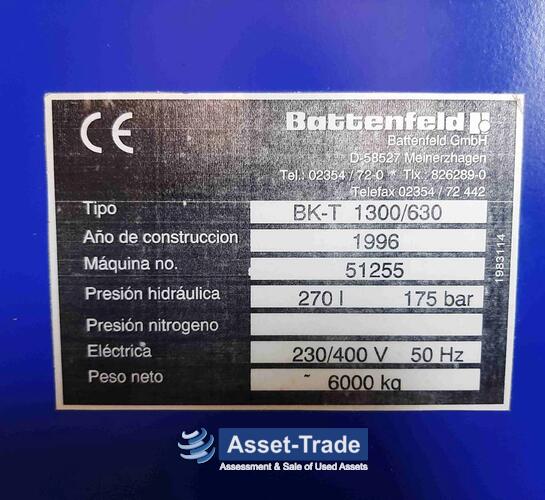 CE
Battenfeld
Battenfeld GmbH
D-58527 Meinerzhagen
Tel.: 02354 / 72-0 * Tlx.: 826289-0
Telefax 02354 / 72 442
Tipo BK-T 1300/630
Año de construccion 1996
Máquina no. 51255
Presión hidráulica 270 l 175 bar
Presión nitrogeno
Eléctrica 230/400 V 50 Hz
Peso neto ~ 6000 kg
1983114
Asset-Trade
Assessment & Sale of Used Assets